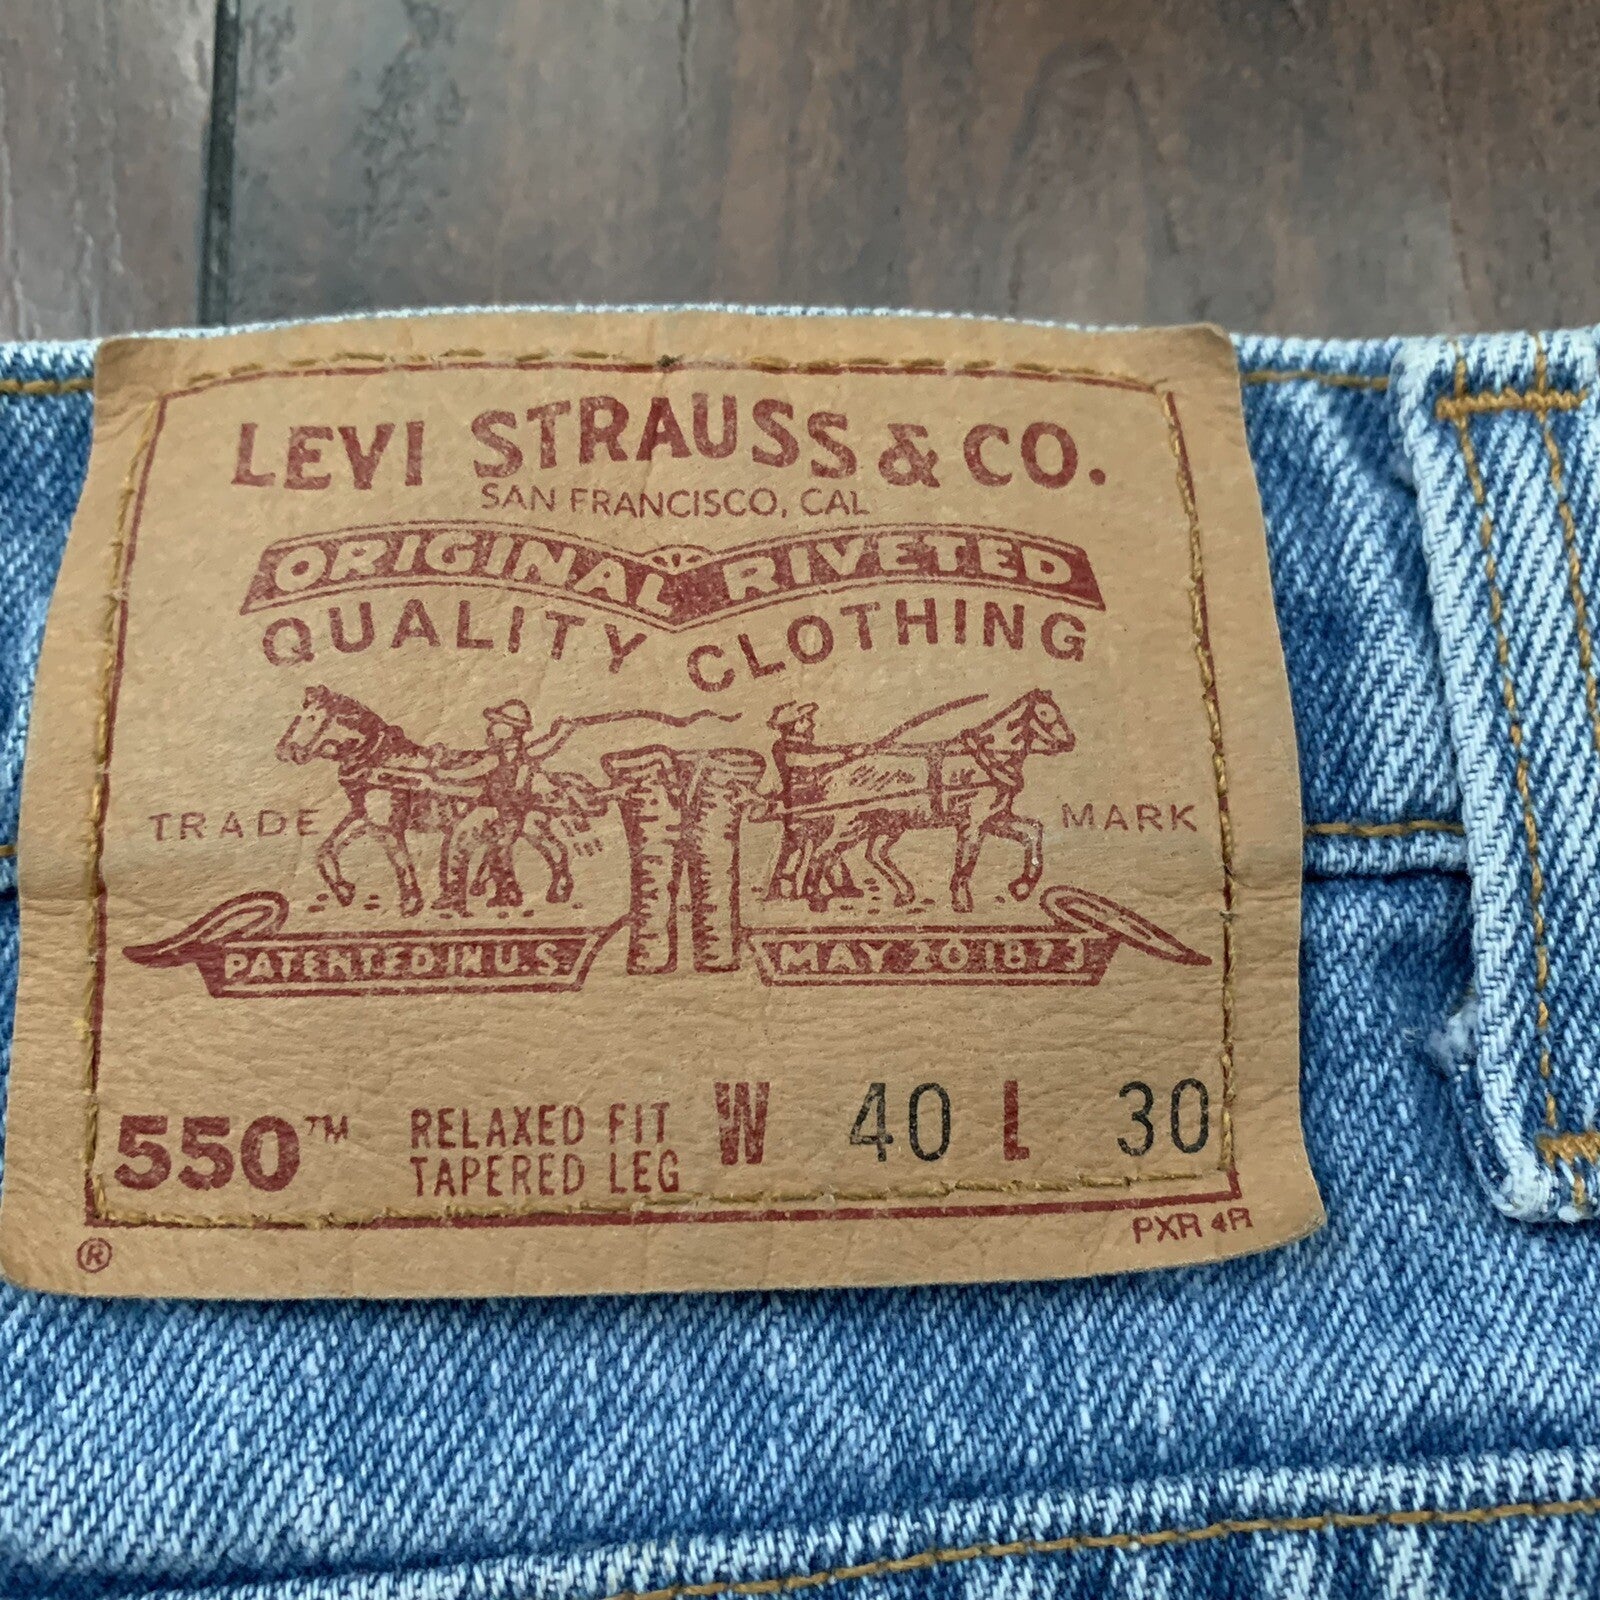 LEVI STRAUSS & CO.
SAN FRANCISCO, CAL
ORIGINAL RIVETED
QUALITY CLOTHING
TRADE MARK
PATENTED IN U.S. MAY 20 1873
550™ RELAXED FIT W 40 L 30
TAPERED LEG
PXR 4R
®